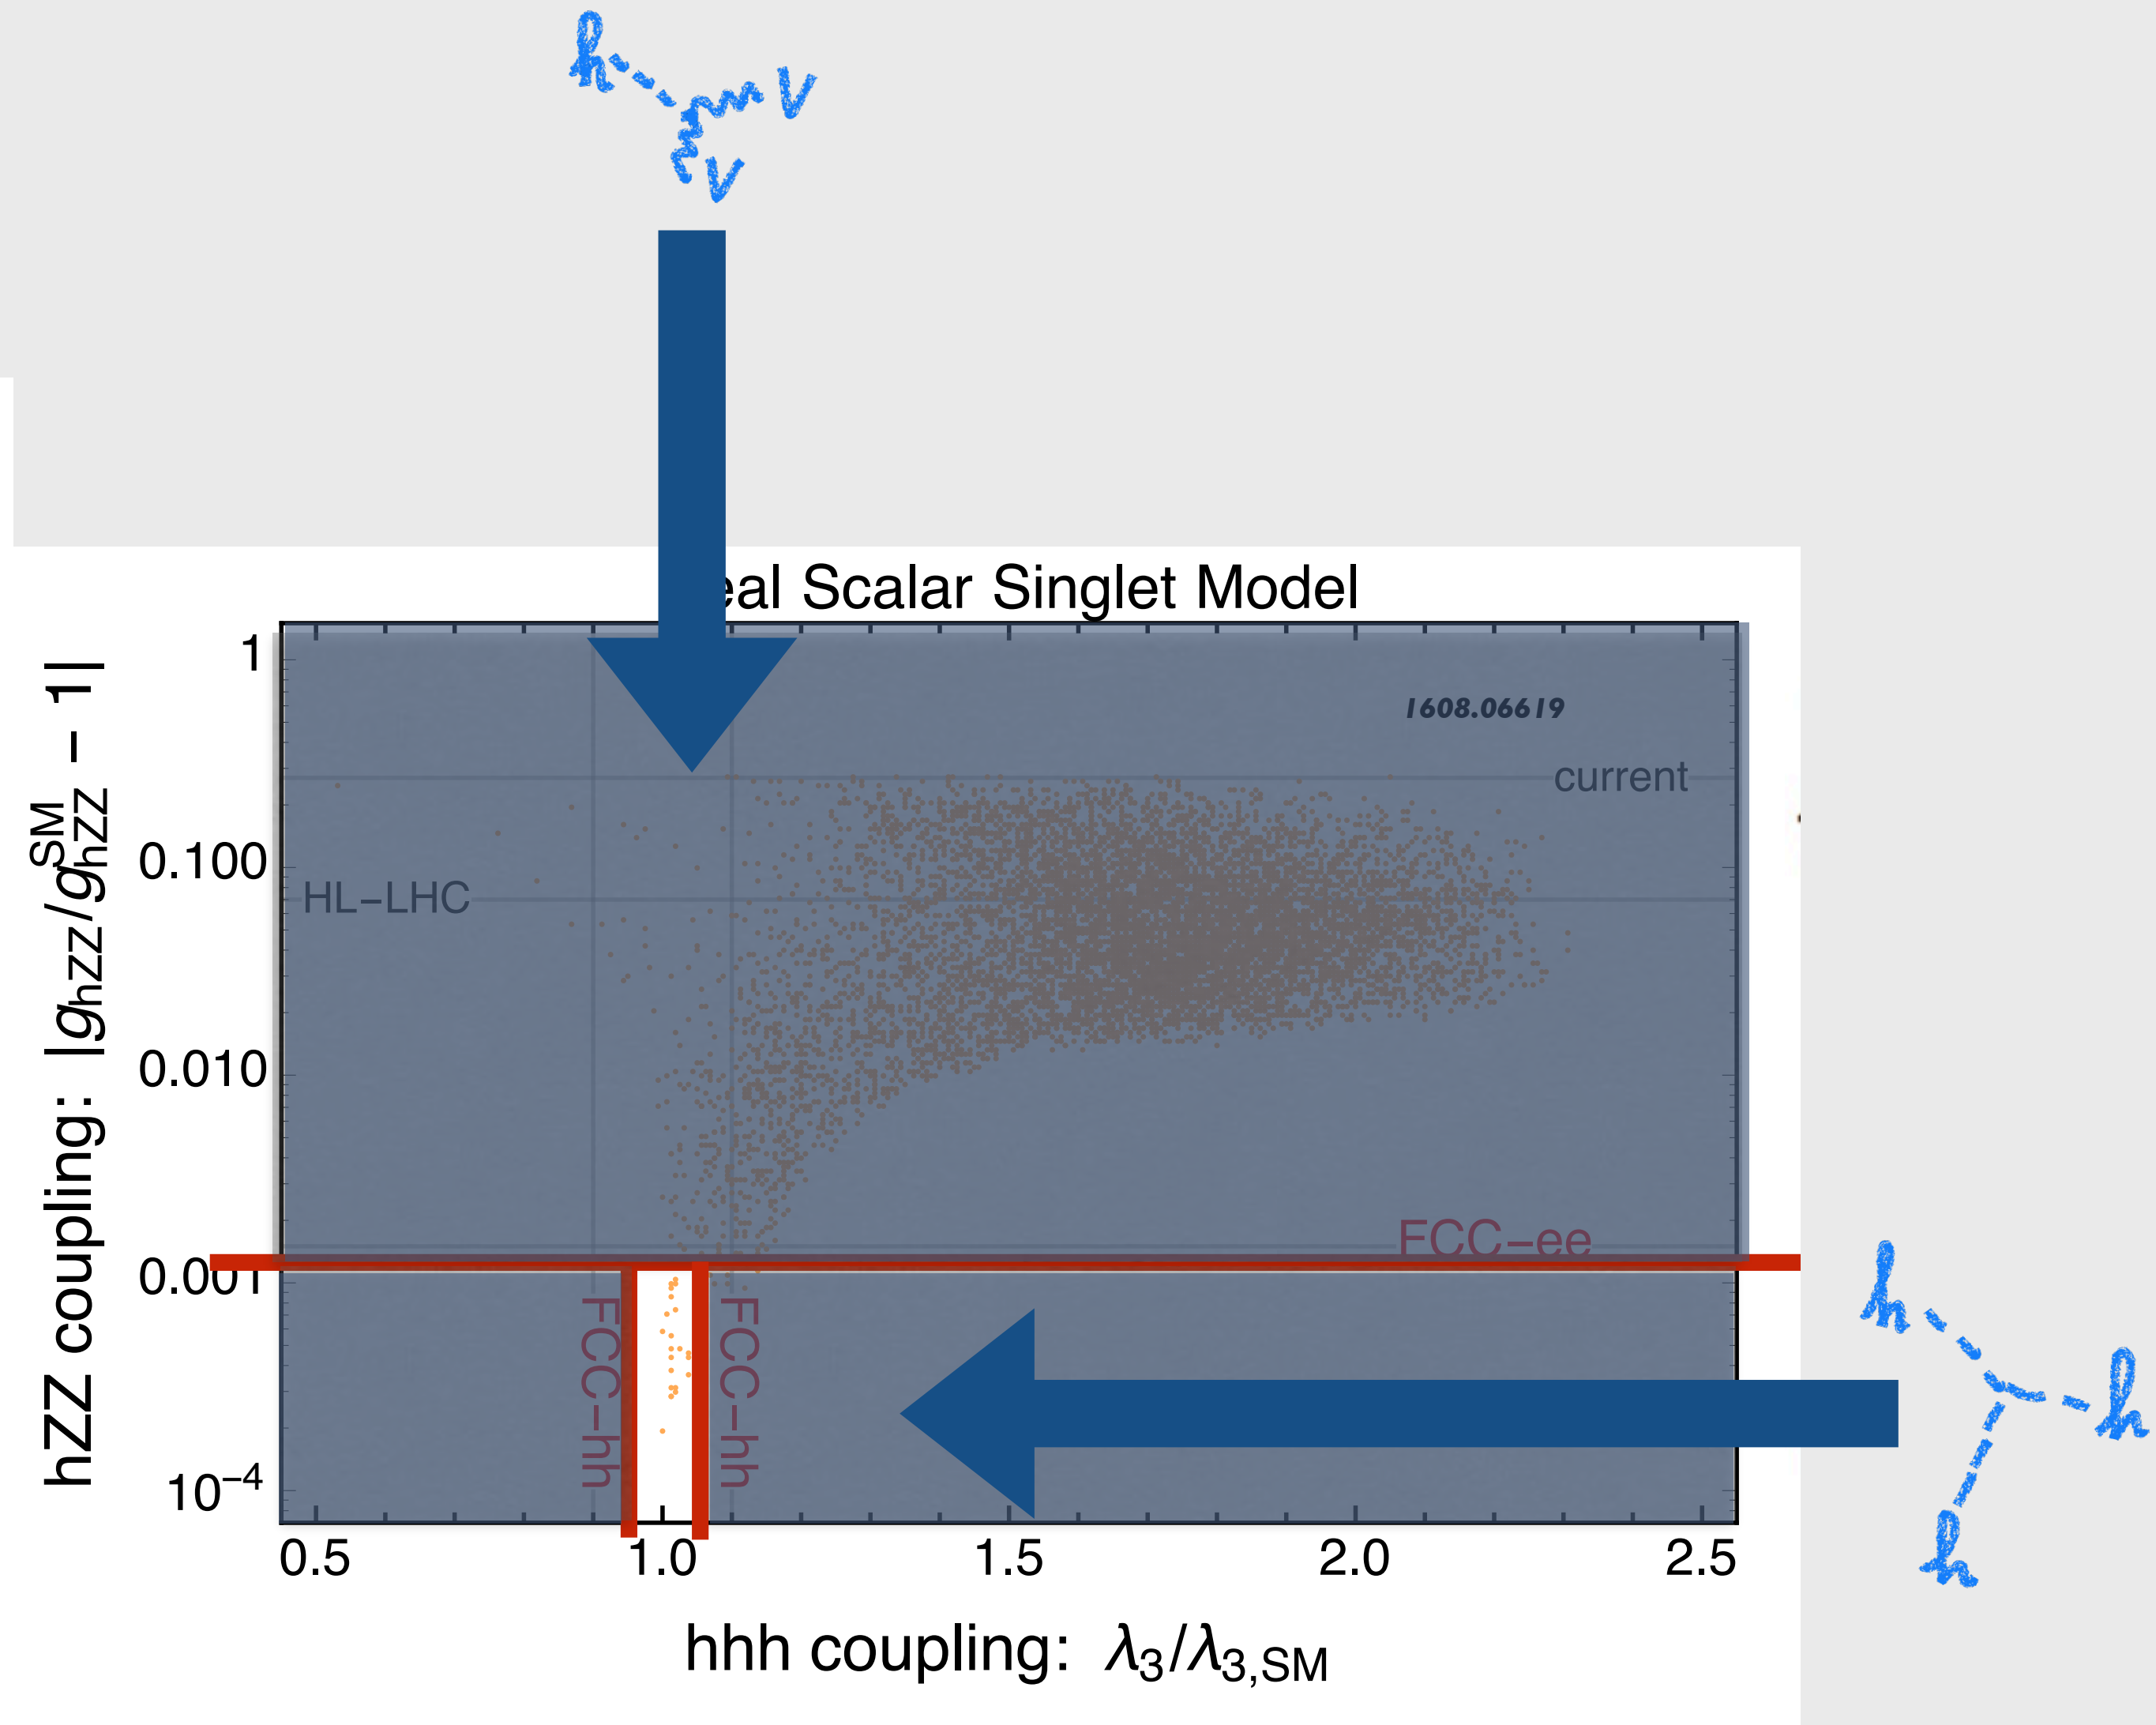 h
V
V
eal Scalar Singlet Model
1608.06619
current
HL-LHC
FCC-ee
FCC-hh
FCC-hh
1
0.100
0.010
0.001
10⁻⁴
hZZ coupling: |g_hZZ/g_hZZ^SM - 1|
0.5 1.0 1.5 2.0 2.5
hhh coupling: λ₃/λ₃,SM
h
h
h